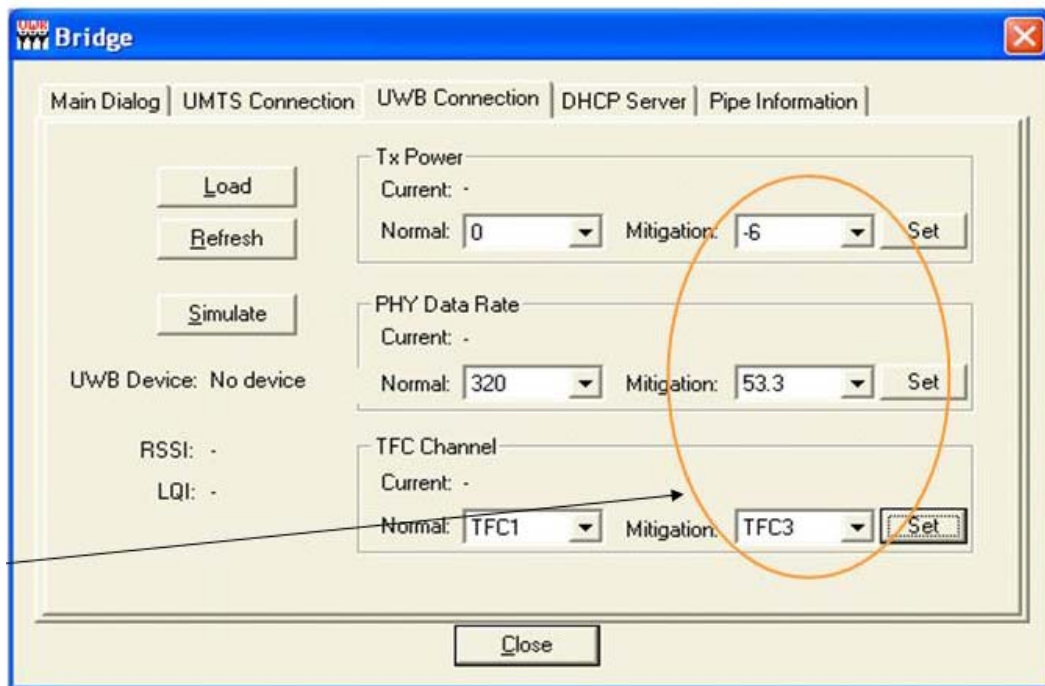 UWB
Bridge
Main Dialog UMTS Connection UWB Connection DHCP Server Pipe Information
Load
Refresh
Simulate
UWB Device: No device
RSSI: -
LQI: -
Tx Power
Current: -
Normal: 0 Mitigation: -6 Set
PHY Data Rate
Current: -
Normal: 320 Mitigation: 53.3 Set
TFC Channel
Current: -
Normal: TFC1 Mitigation: TFC3 Set
Close